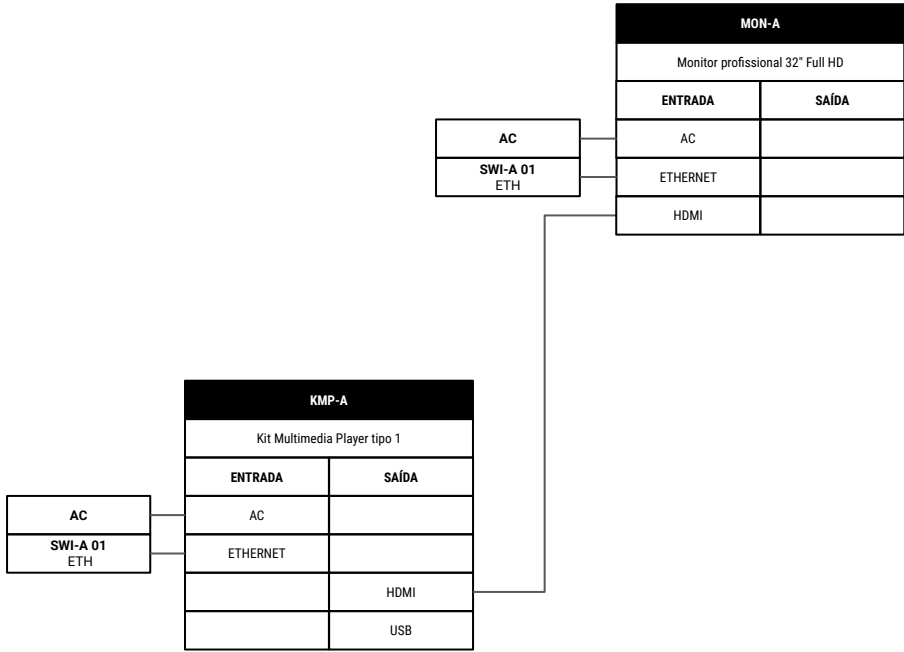 MON-A
Monitor profissional 32" Full HD
ENTRADA SAÍDA
AC AC
SWI-A 01
ETH
ETHERNET
HDMI
KMP-A
Kit Multimedia Player tipo 1
ENTRADA SAÍDA
AC AC
SWI-A 01
ETH
ETHERNET
HDMI
USB